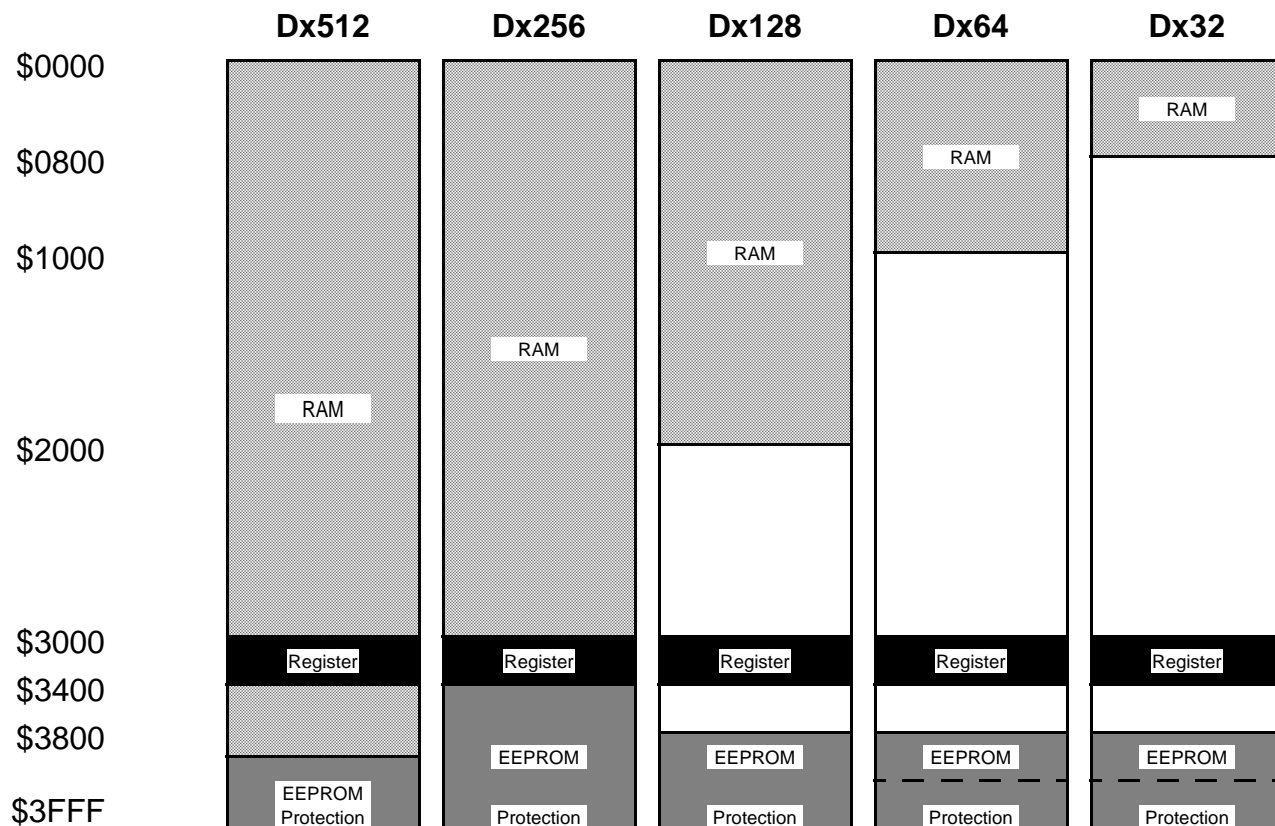 Dx512 Dx256 Dx128 Dx64 Dx32
$0000
RAM
$0800
RAM
$1000
RAM
RAM
RAM
$2000
$3000
Register Register Register Register Register
$3400
$3800
EEPROM EEPROM EEPROM EEPROM
EEPROM
$3FFF
Protection Protection Protection Protection Protection